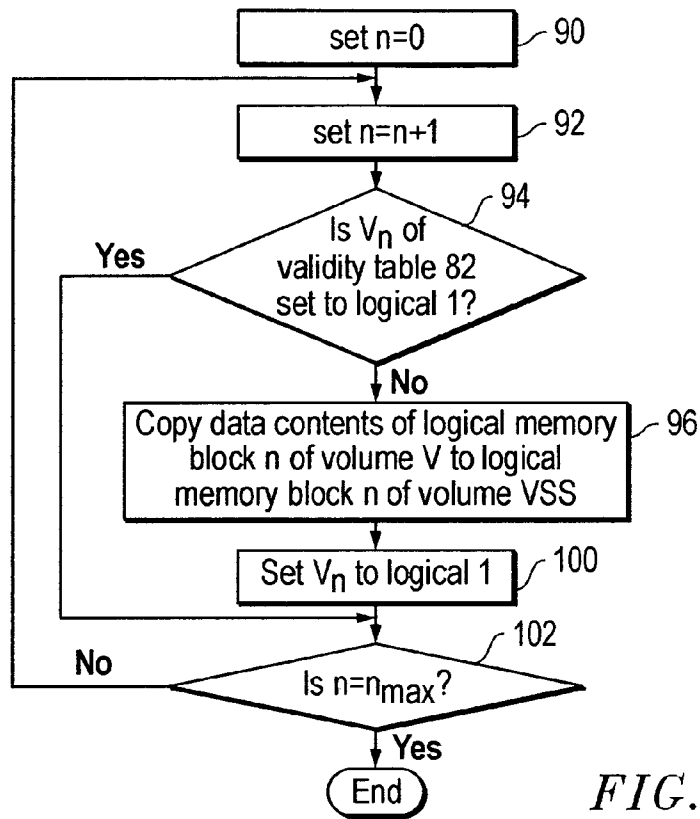 set n=0
90
set n=n+1
92
94
Is Vn of
validity table 82
set to logical 1?
Yes
No
Copy data contents of logical memory
block n of volume V to logical
memory block n of volume VSS
96
Set Vn to logical 1
100
102
No
Is n=nmax?
Yes
End
FIG.